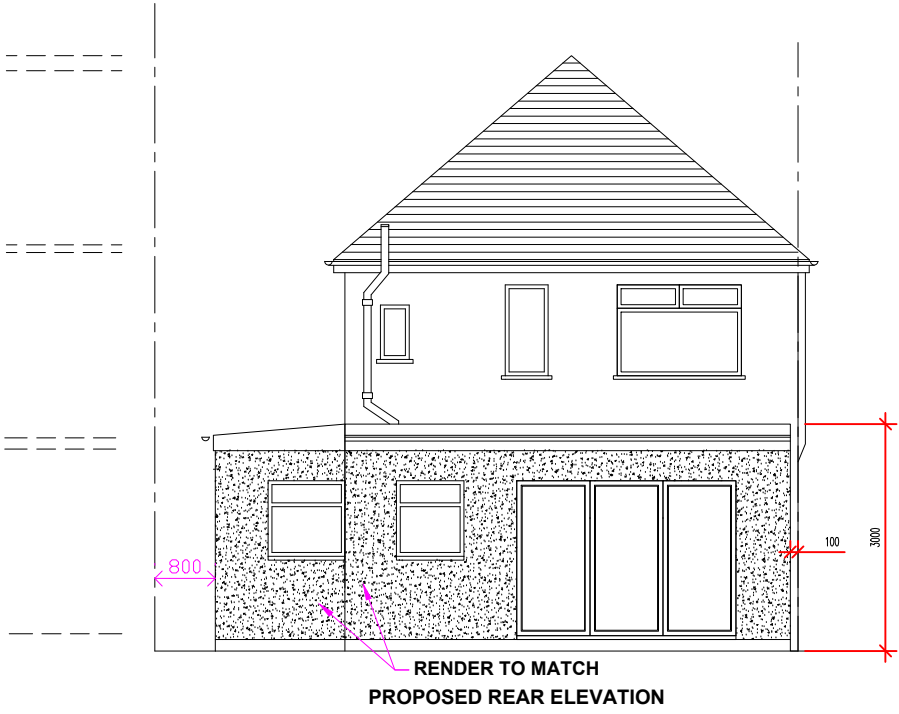 100
3000
800
RENDER TO MATCH
PROPOSED REAR ELEVATION